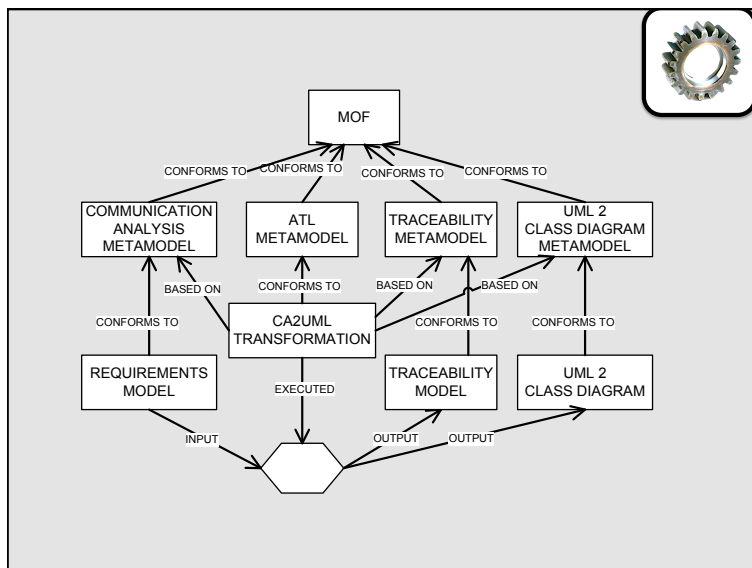 MOF
CONFORMS TO
CONFORMS TO
CONFORMS TO
CONFORMS TO
COMMUNICATION
ANALYSIS
METAMODEL
ATL
METAMODEL
TRACEABILITY
METAMODEL
UML 2
CLASS DIAGRAM
METAMODEL
BASED ON
CONFORMS TO
BASED ON
BASED ON
CONFORMS TO
CA2UML
TRANSFORMATION
CONFORMS TO
CONFORMS TO
REQUIREMENTS
MODEL
EXECUTED
TRACEABILITY
MODEL
UML 2
CLASS DIAGRAM
INPUT
OUTPUT
OUTPUT